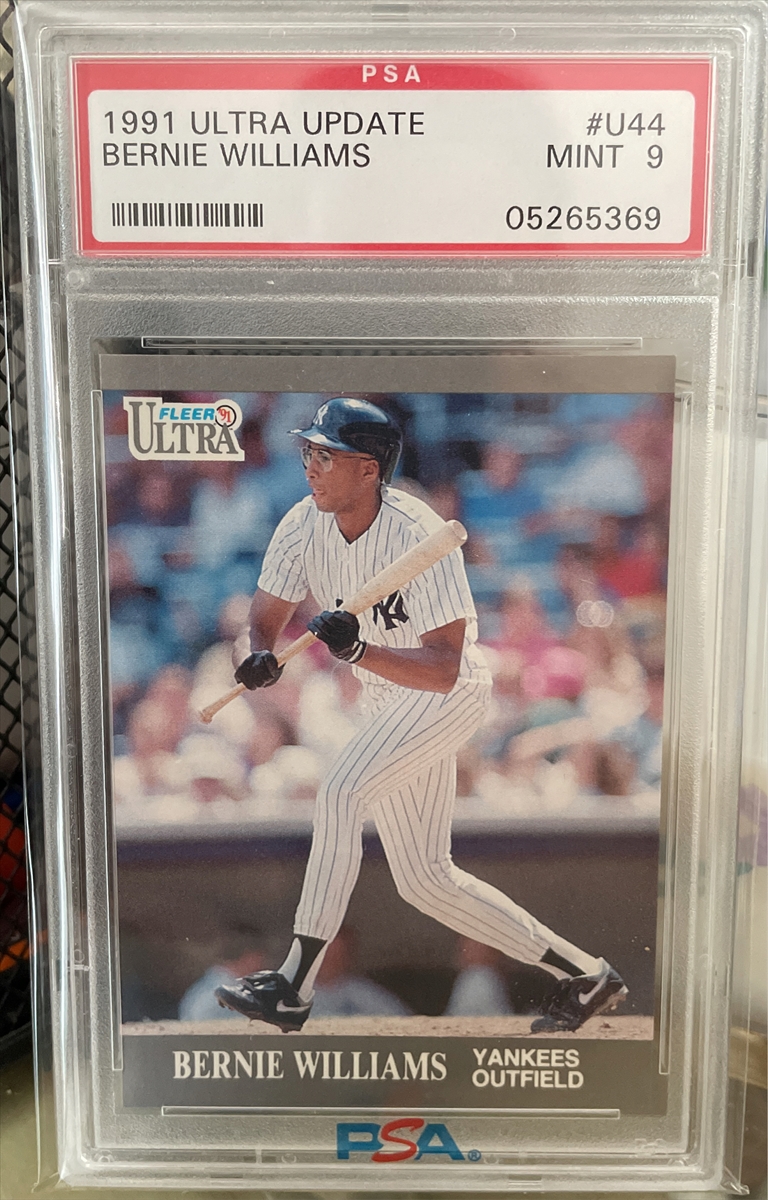 PSA
1991 ULTRA UPDATE #U44
BERNIE WILLIAMS MINT 9
05265369
FLEER '91
ULTRA
NY
NY
BERNIE WILLIAMS YANKEES
OUTFIELD
PSA®